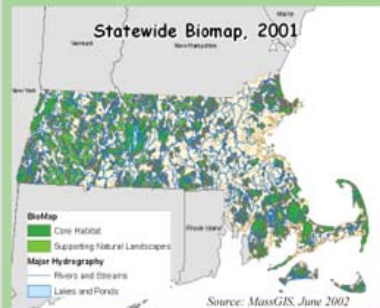 Maine
Statewide Biomap, 2001
Vermont
New Hampshire
New York
BioMap
Core Habitat
Supporting Natural Landscapes
Major Hydrography
Rivers and Streams
Lakes and Ponds
Rhode Island
Source: MassGIS, June 2002